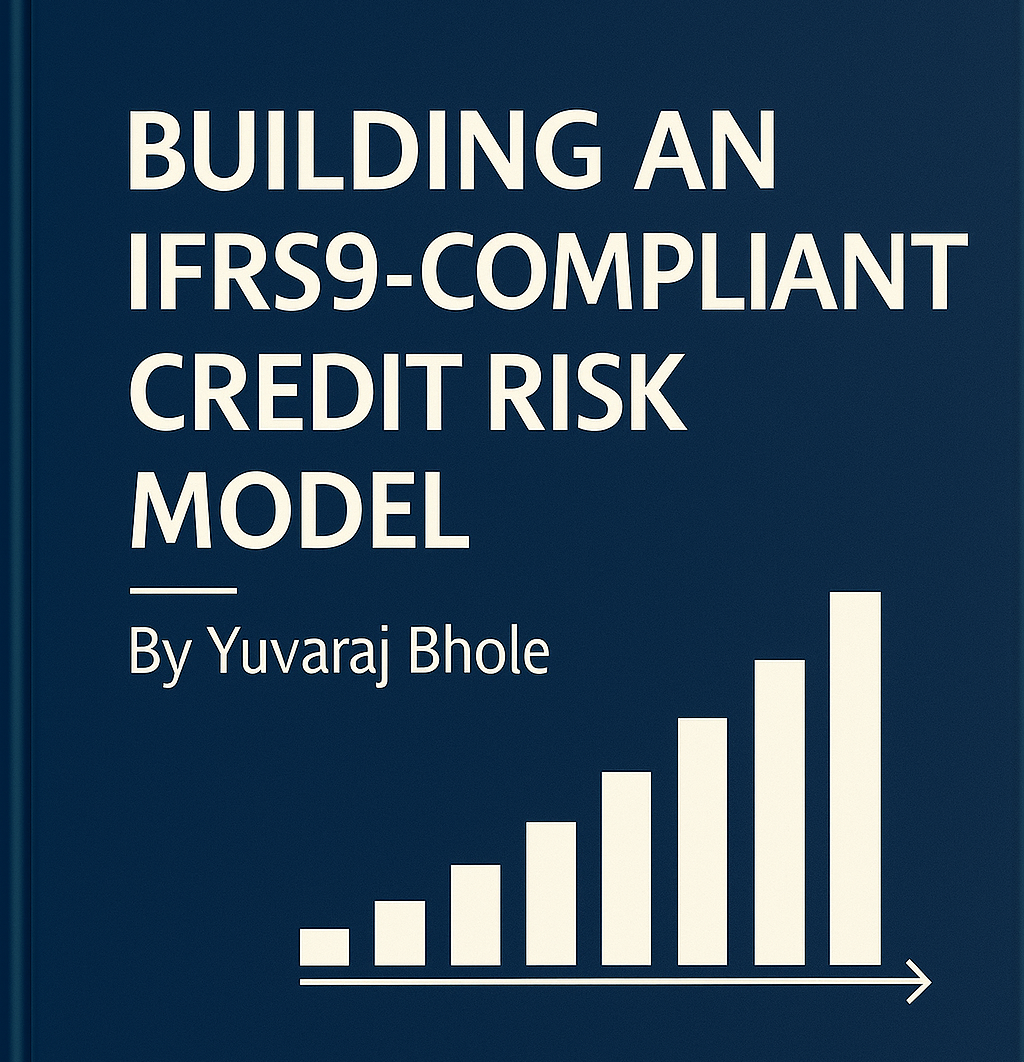 BUILDING AN
IFRS9-COMPLIANT
CREDIT RISK
MODEL
By Yuvaraj Bhole